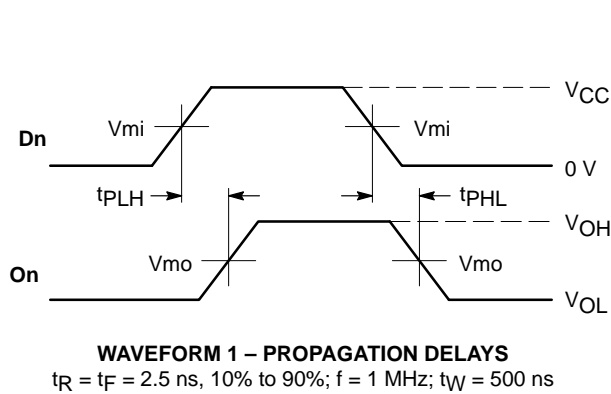 VCC
Vmi
Vmi
Dn
0 V
tPLH
tPHL
VOH
Vmo
Vmo
On
VOL
WAVEFORM 1 – PROPAGATION DELAYS
tR = tF = 2.5 ns, 10% to 90%; f = 1 MHz; tW = 500 ns